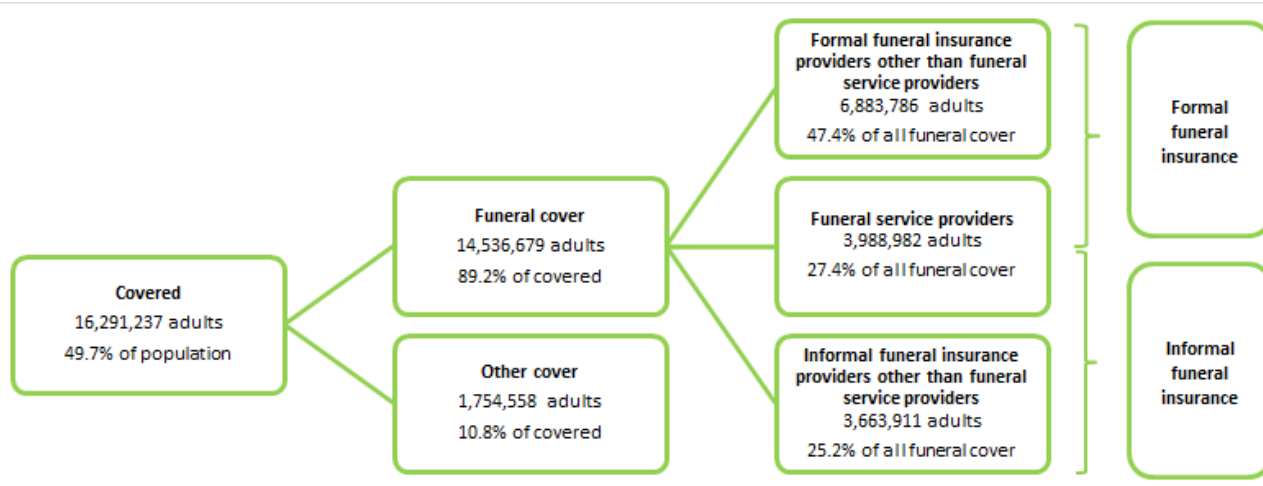 Covered
16,291,237 adults
49.7% of population
Funeral cover
14,536,679 adults
89.2% of covered
Other cover
1,754,558 adults
10.8% of covered
Formal funeral insurance
providers other than funeral
service providers
6,883,786 adults
47.4% of all funeral cover
Funeral service providers
3,988,982 adults
27.4% of all funeral cover
Informal funeral insurance
providers other than funeral
service providers
3,663,911 adults
25.2% of all funeral cover
Formal
funeral
insurance
Informal
funeral
insurance